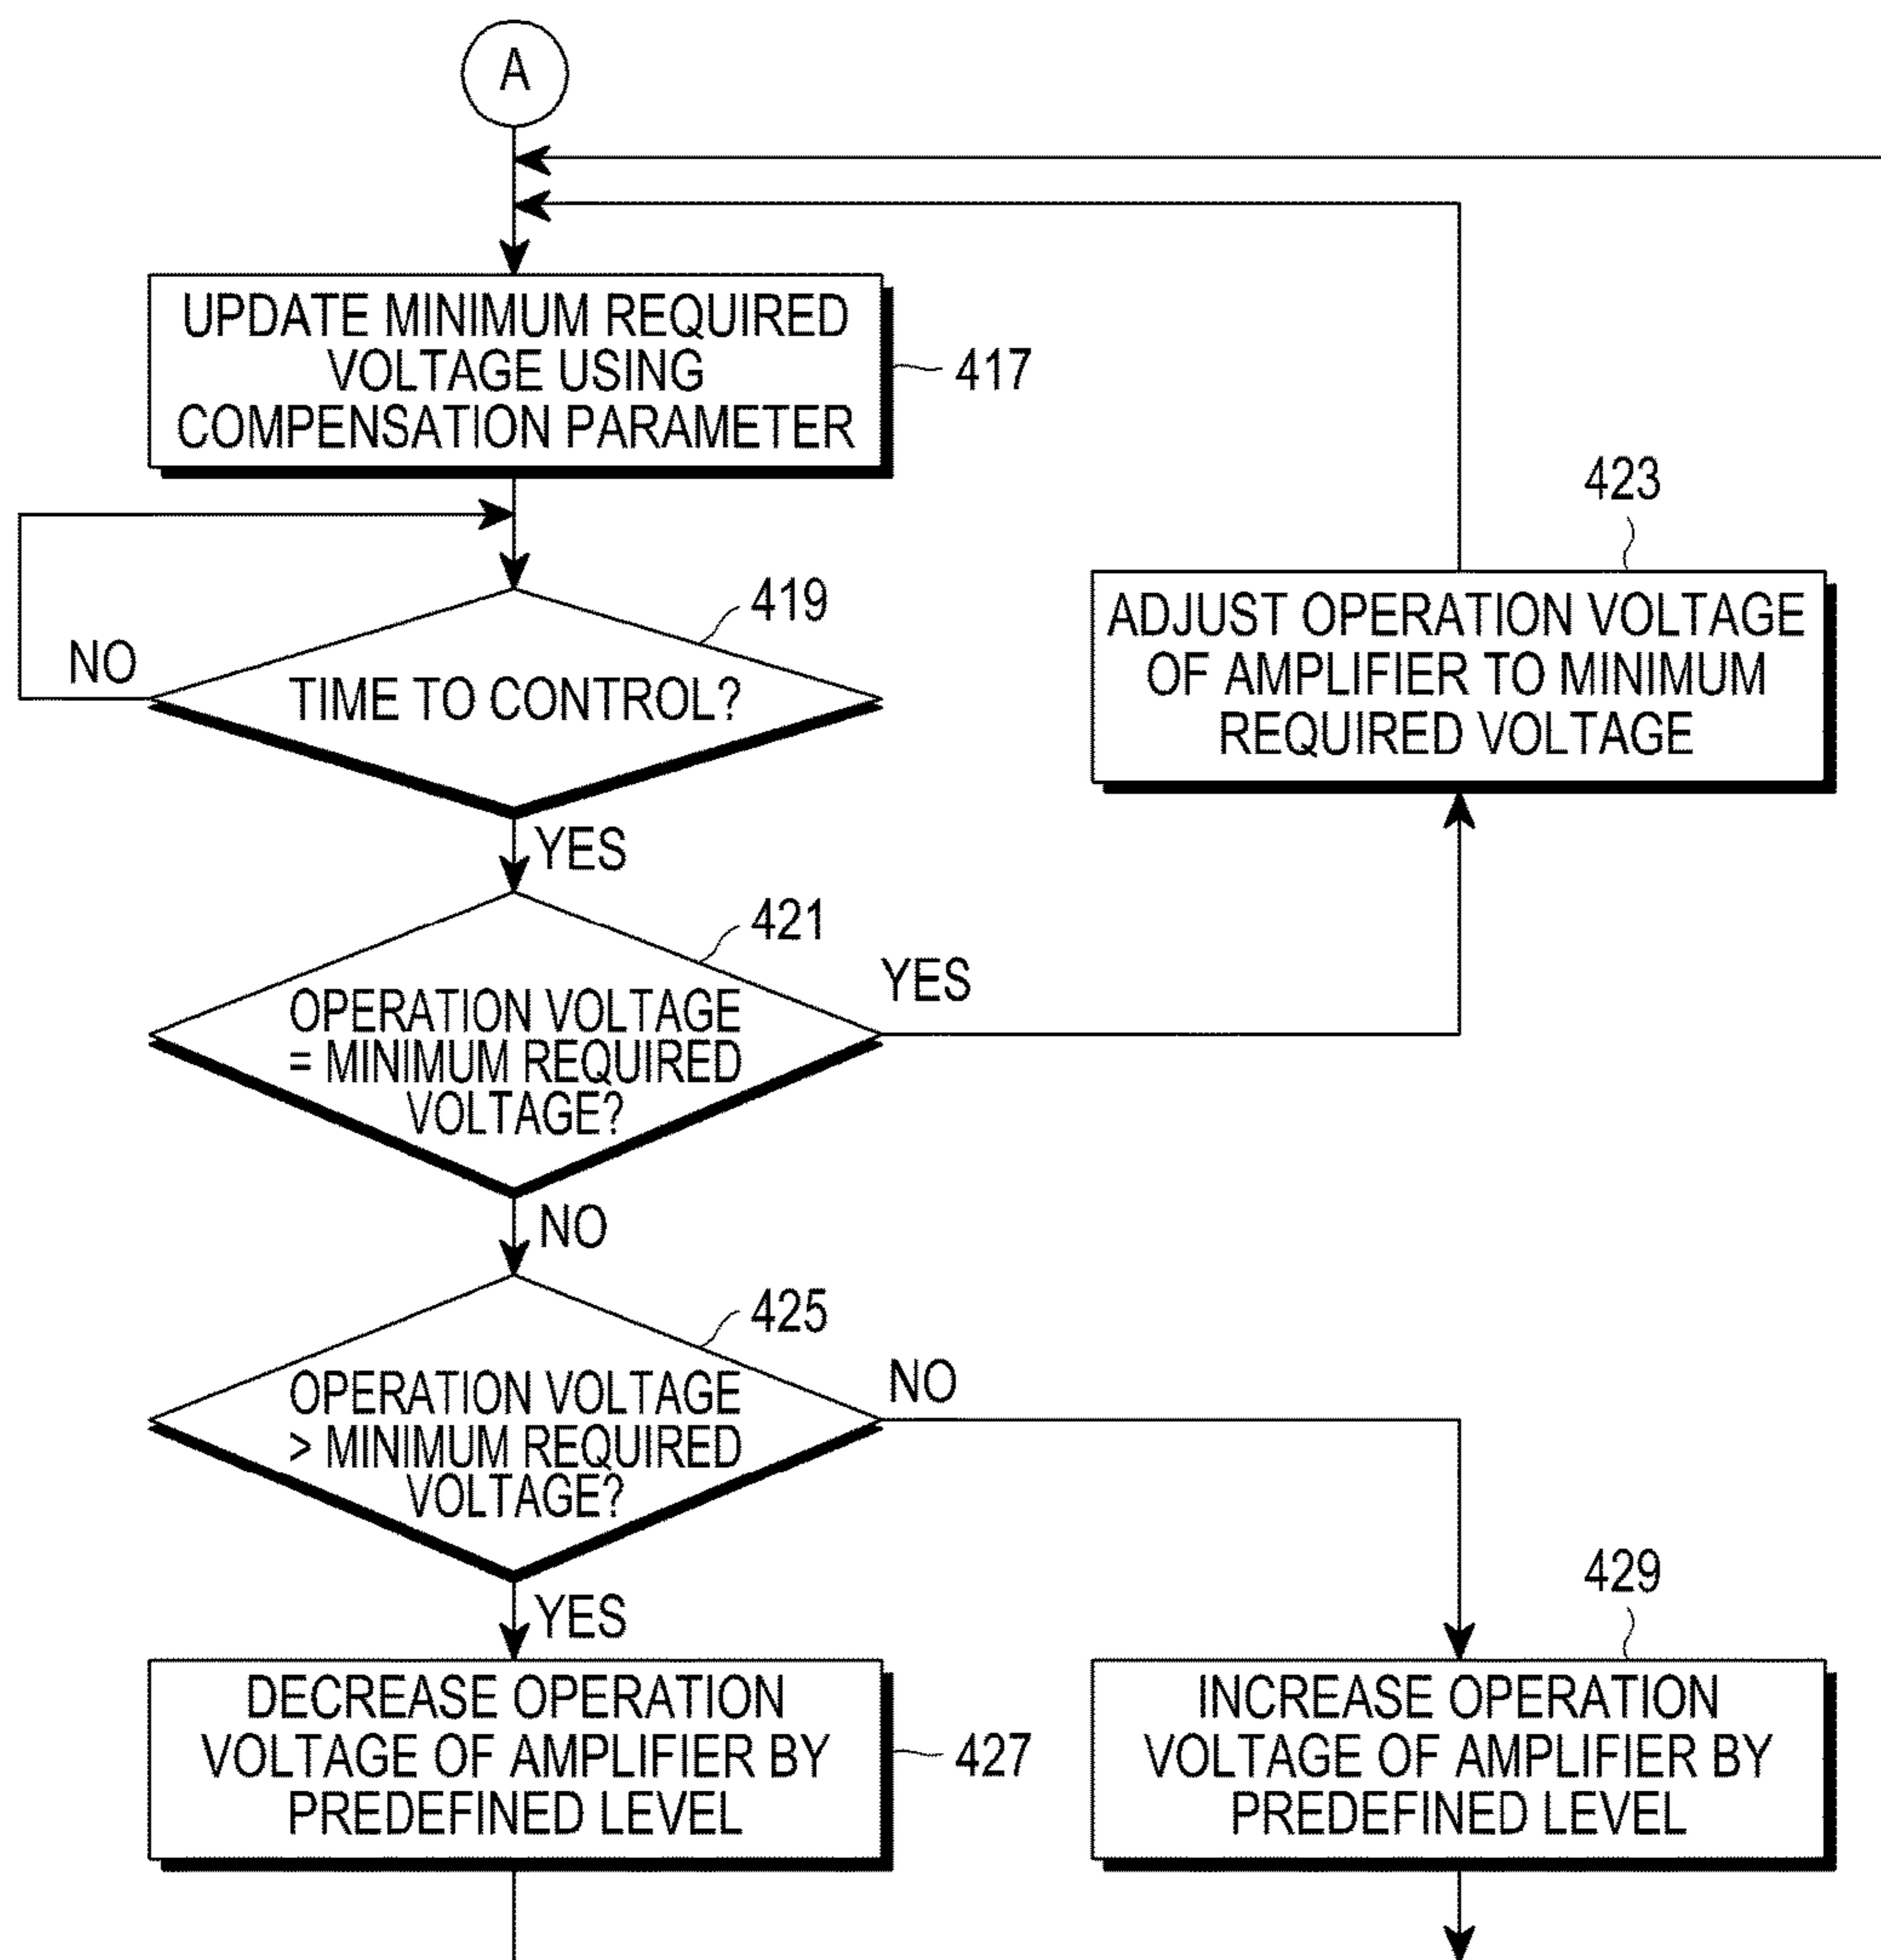 A
UPDATE MINIMUM REQUIRED
VOLTAGE USING
COMPENSATION PARAMETER
417
423
ADJUST OPERATION VOLTAGE
OF AMPLIFIER TO MINIMUM
REQUIRED VOLTAGE
419
NO
TIME TO CONTROL?
YES
421
YES
OPERATION VOLTAGE
= MINIMUM REQUIRED
VOLTAGE?
NO
425
NO
OPERATION VOLTAGE
> MINIMUM REQUIRED
VOLTAGE?
YES
DECREASE OPERATION
VOLTAGE OF AMPLIFIER BY
PREDEFINED LEVEL
427
429
INCREASE OPERATION
VOLTAGE OF AMPLIFIER BY
PREDEFINED LEVEL